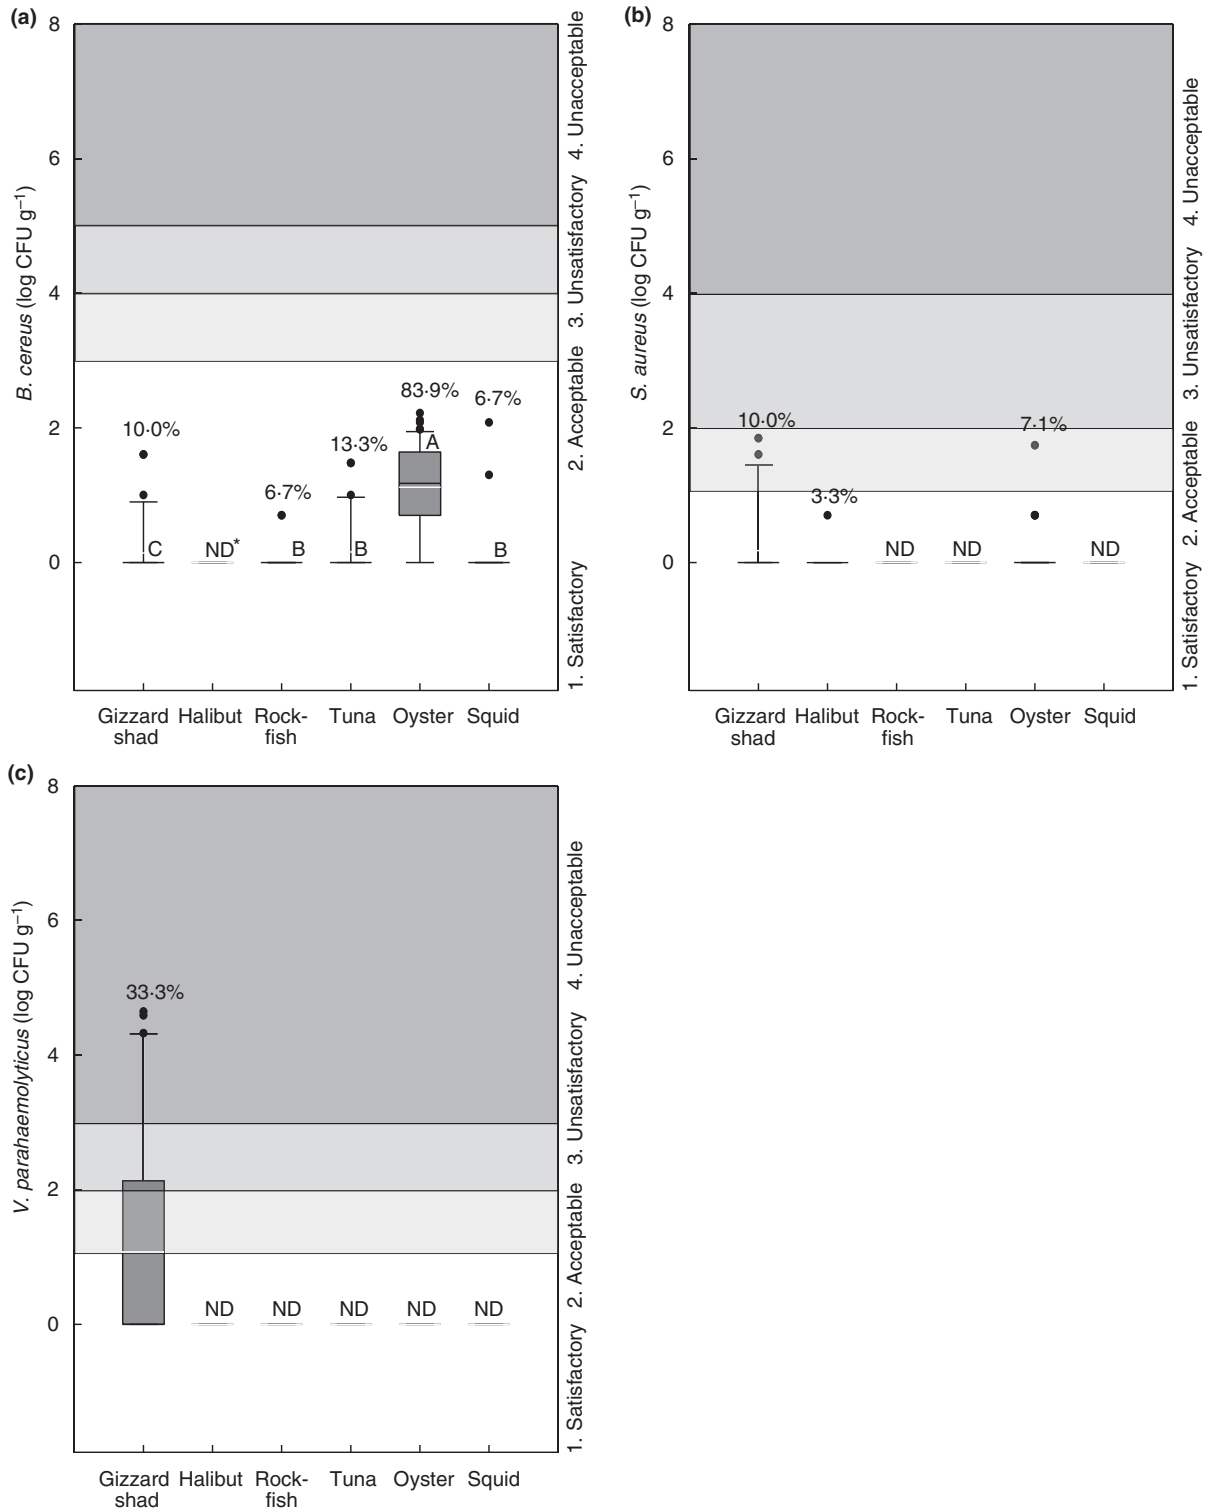 (a)
8
6
4
2
0
B. cereus (log CFU g–1)
10·0%
C
ND*
6·7%
B
13·3%
B
83·9%
A
6·7%
B
1. Satisfactory 2. Acceptable 3. Unsatisfactory 4. Unacceptable
Gizzard Halibut Rock- Tuna Oyster Squid
shad fish
(b)
8
6
4
2
0
S. aureus (log CFU g–1)
10·0%
3·3%
ND
ND
7·1%
ND
1. Satisfactory 2. Acceptable 3. Unsatisfactory 4. Unacceptable
Gizzard Halibut Rock- Tuna Oyster Squid
shad fish
(c)
8
6
4
2
0
V. parahaemolyticus (log CFU g–1)
33·3%
ND ND ND ND ND
1. Satisfactory 2. Acceptable 3. Unsatisfactory 4. Unacceptable
Gizzard Halibut Rock- Tuna Oyster Squid
shad fish